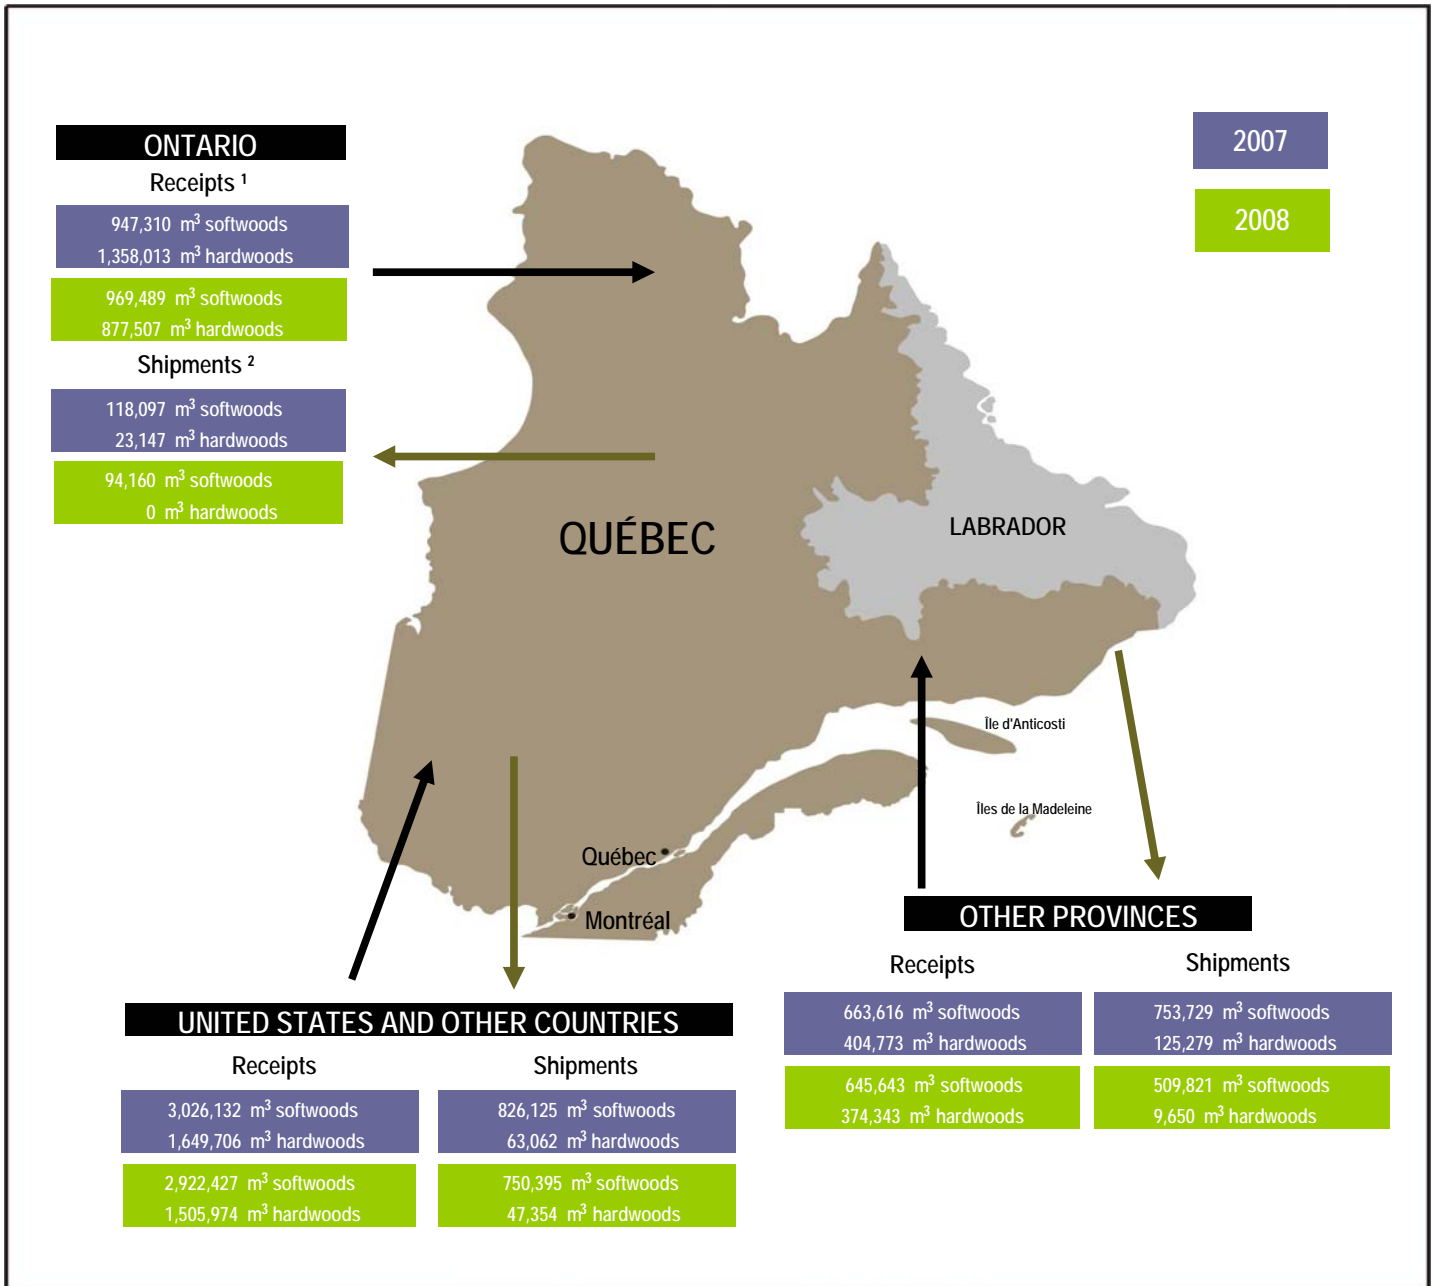 ONTARIO
Receipts ¹
947,310 m³ softwoods
1,358,013 m³ hardwoods
969,489 m³ softwoods
877,507 m³ hardwoods
Shipments ²
118,097 m³ softwoods
23,147 m³ hardwoods
94,160 m³ softwoods
0 m³ hardwoods
2007
2008
QUÉBEC
LABRADOR
Île d'Anticosti
Îles de la Madeleine
Québec
Montréal
UNITED STATES AND OTHER COUNTRIES
Receipts
3,026,132 m³ softwoods
1,649,706 m³ hardwoods
2,922,427 m³ softwoods
1,505,974 m³ hardwoods
Shipments
826,125 m³ softwoods
63,062 m³ hardwoods
750,395 m³ softwoods
47,354 m³ hardwoods
OTHER PROVINCES
Receipts
663,616 m³ softwoods
404,773 m³ hardwoods
645,643 m³ softwoods
374,343 m³ hardwoods
Shipments
753,729 m³ softwoods
125,279 m³ hardwoods
509,821 m³ softwoods
9,650 m³ hardwoods